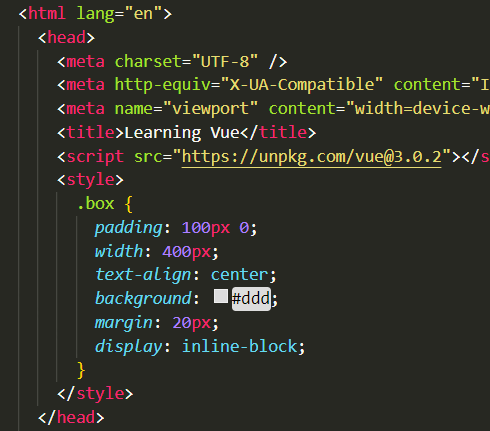 <html lang="en">
<head>
<meta charset="UTF-8" />
<meta http-equiv="X-UA-Compatible" content="I
<meta name="viewport" content="width=device-w
<title>Learning Vue</title>
<script src="https://unpkg.com/vue@3.0.2"></s
<style>
.box {
padding: 100px 0;
width: 400px;
text-align: center;
background: #ddd;
margin: 20px;
display: inline-block;
}
</style>
</head>